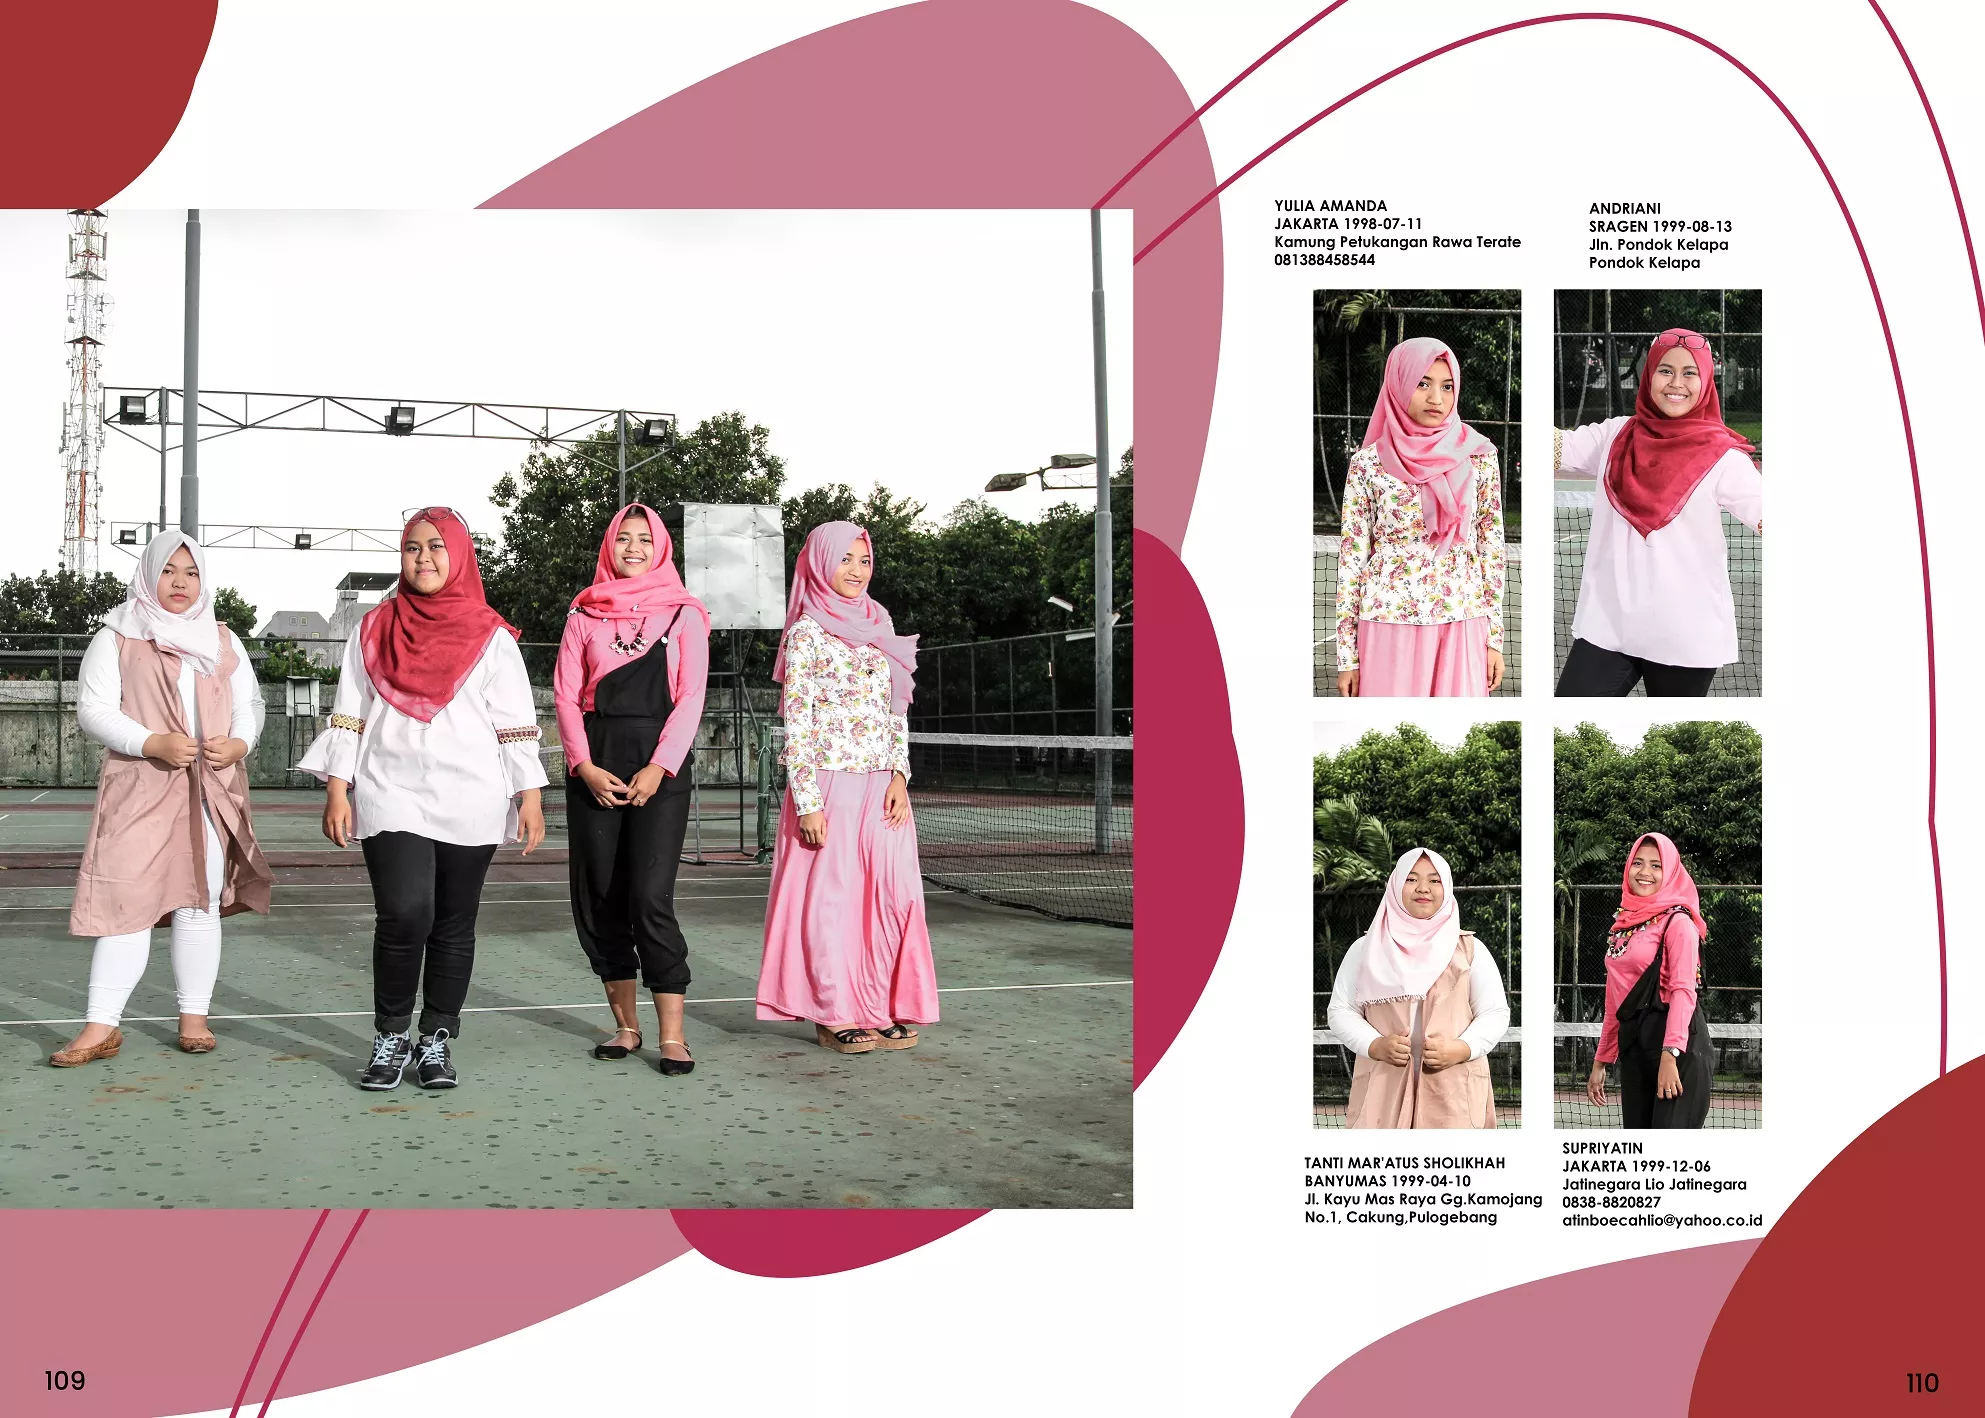 YULIA AMANDA
JAKARTA 1998-07-11
Kamung Petukangan Rawa Terate
081388458544
ANDRIANI
SRAGEN 1999-08-13
Jln. Pondok Kelapa
Pondok Kelapa
TANTI MAR'ATUS SHOLIKHAH
BANYUMAS 1999-04-10
Jl. Kayu Mas Raya Gg.Kamojang
No.1, Cakung,Pulogebang
SUPRIYATIN
JAKARTA 1999-12-06
Jatinegara Lio Jatinegara
0838-8820827
atinboecahlio@yahoo.co.id
109
110